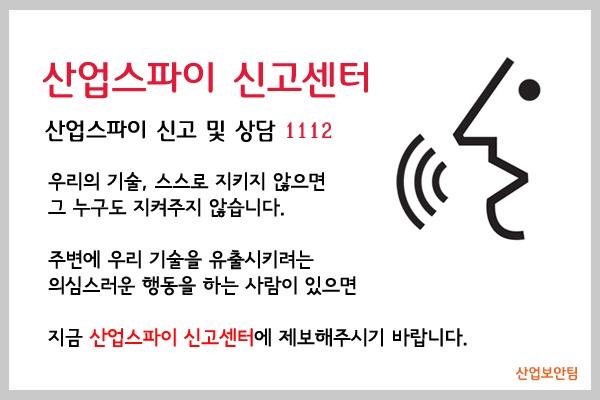 산업스파이 신고센터
산업스파이 신고 및 상담 1112
우리의 기술, 스스로 지키지 않으면
그 누구도 지켜주지 않습니다.
주변에 우리 기술을 유출시키려는
의심스러운 행동을 하는 사람이 있으면
지금 산업스파이 신고센터에 제보해주시기 바랍니다.
산업보안팀